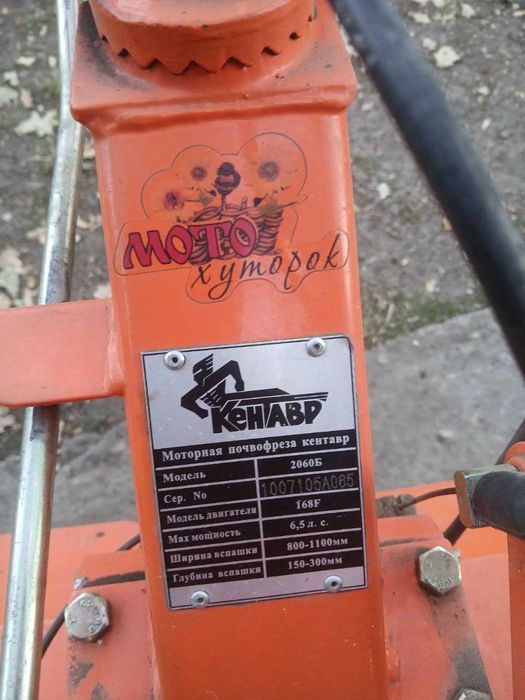 МОТО
хуторок
КЕНТАВР
Моторная почвофреза кентавр
Модель 2060Б
Сер. No 1007105A065
Модель двигателя 168F
Мах мощность 6,5 л. с.
Ширина вспашки 800-1100мм
Глубина вспашки 150-300мм